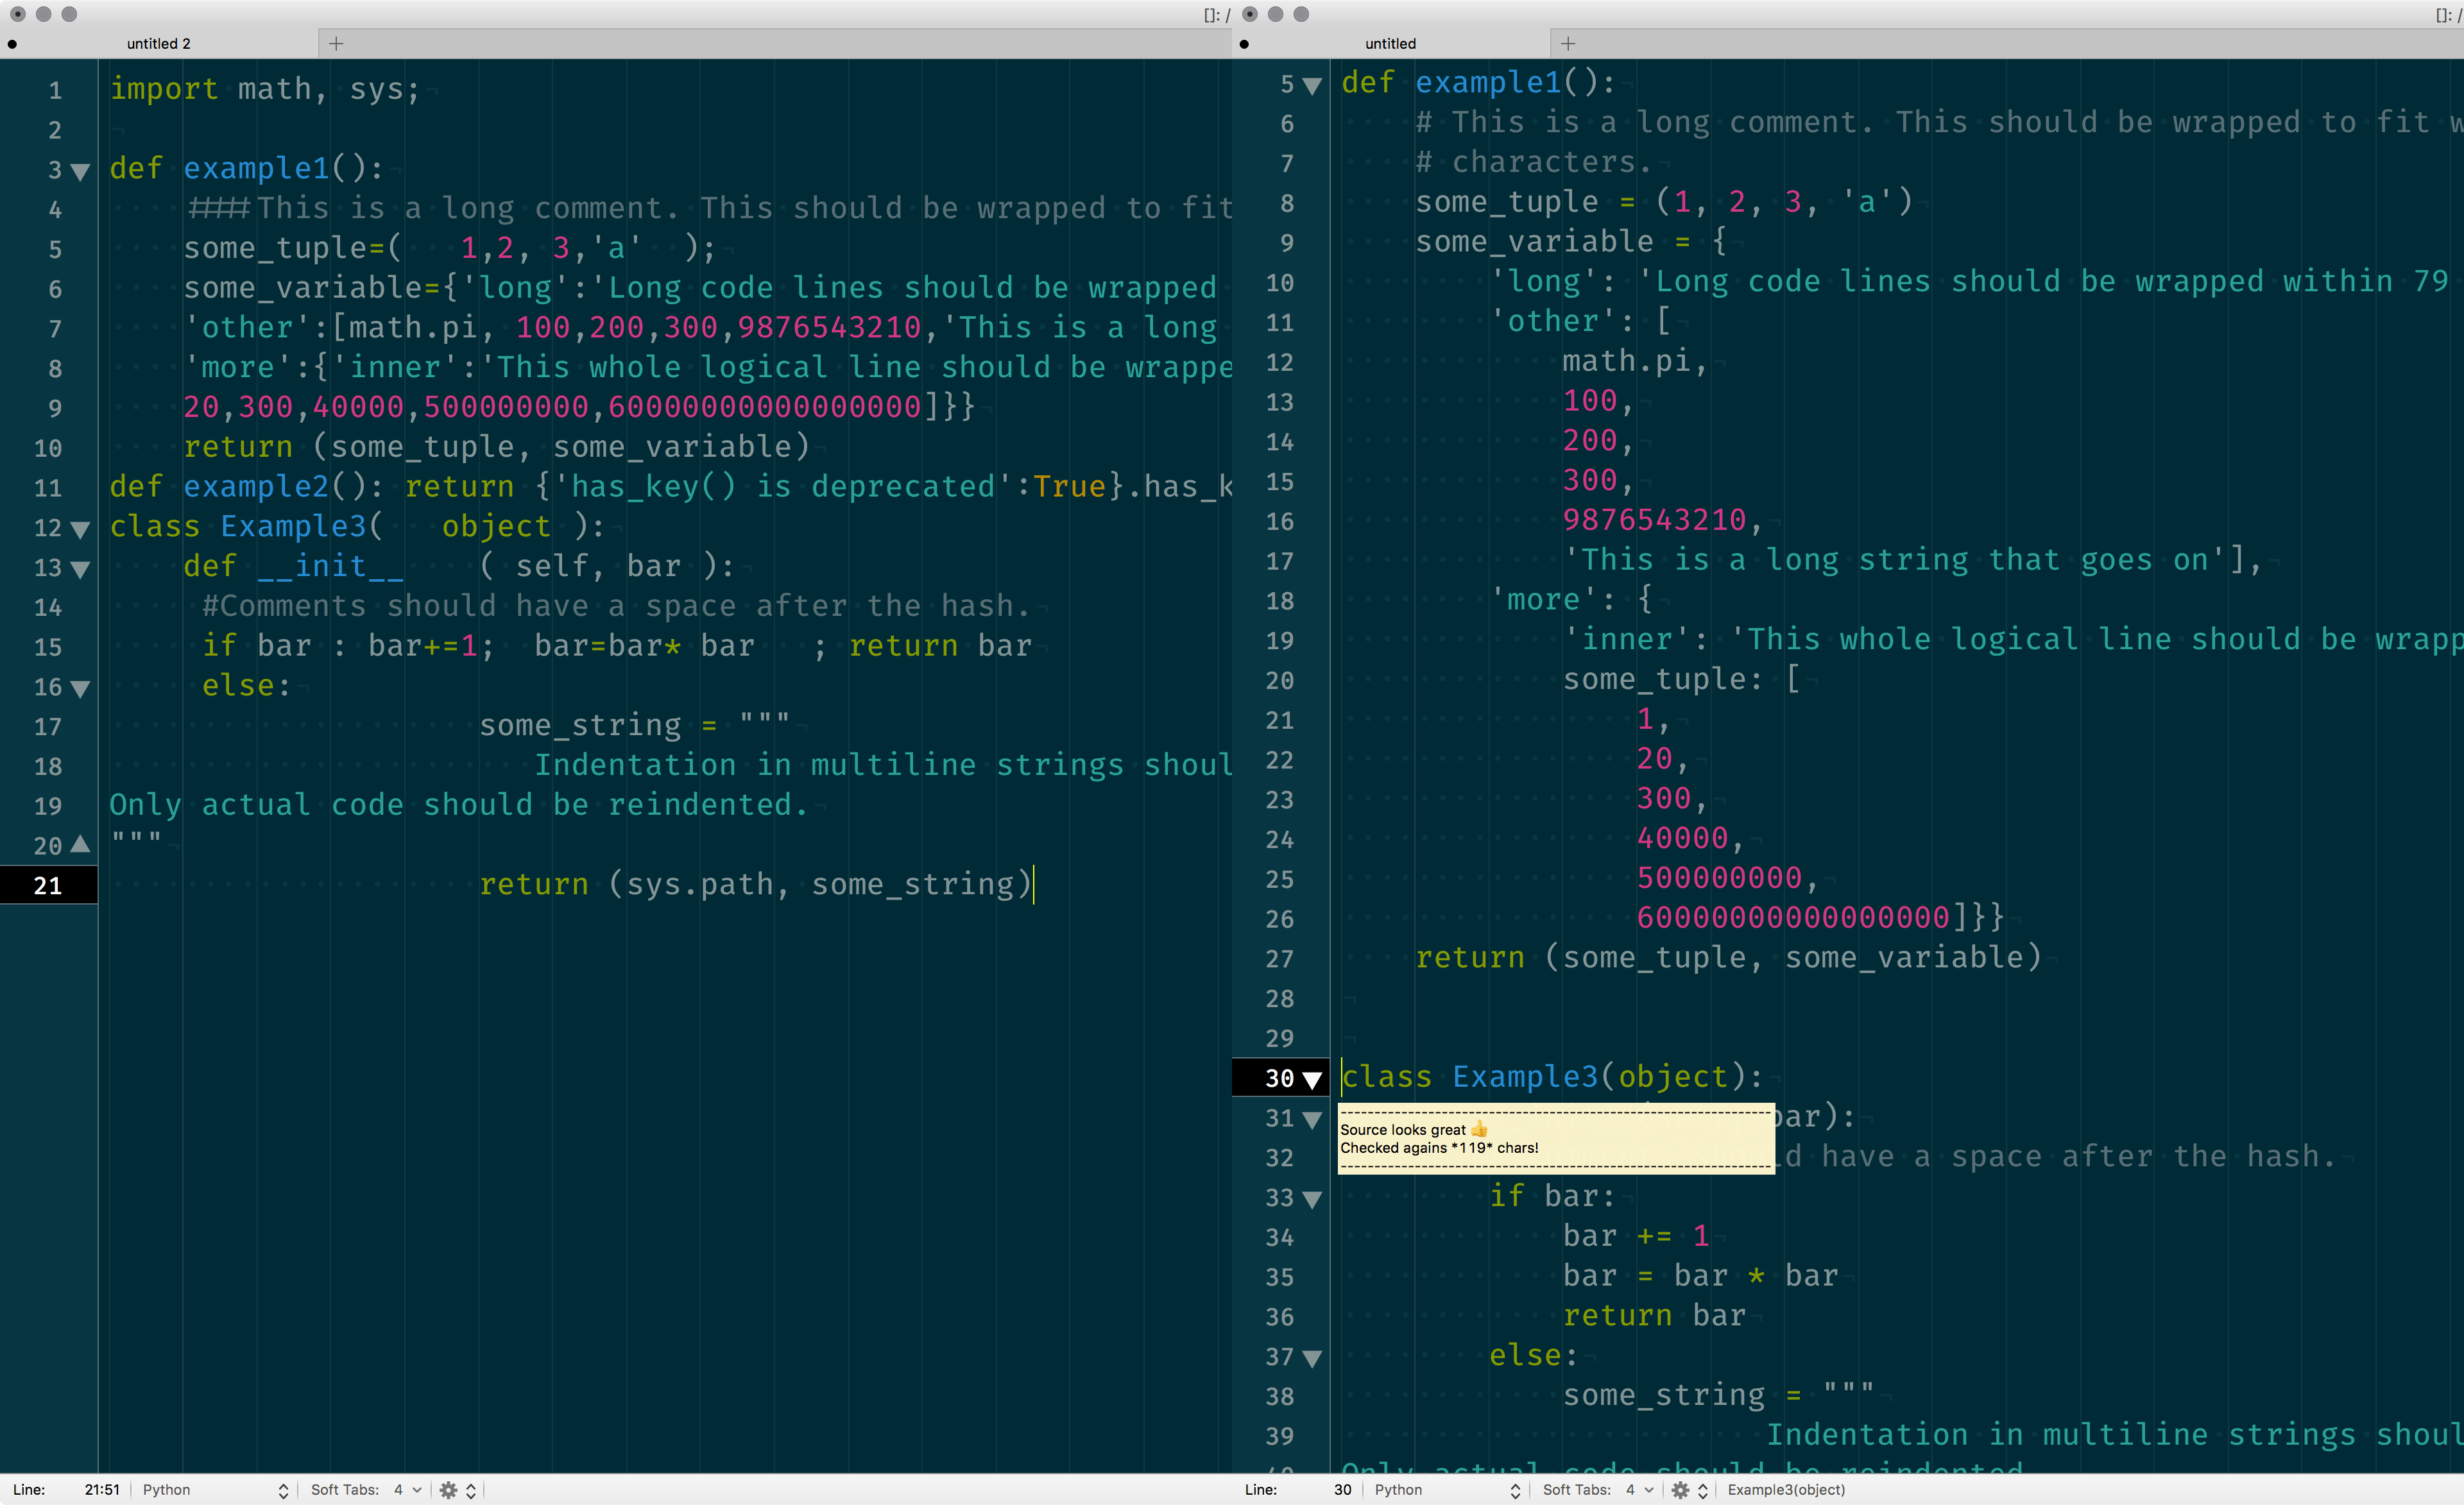 []: /
untitled 2
1 import math, sys;
2
3 def example1():
4 ####This is a long comment. This should be wrapped to fit
5 some_tuple=(   1,2, 3,'a'  );
6 some_variable={'long':'Long code lines should be wrapped
7 'other':[math.pi, 100,200,300,9876543210,'This is a long
8 'more':{'inner':'This whole logical line should be wrappe
9 20,300,40000,500000000,60000000000000000]}}
10 return (some_tuple, some_variable)
11 def example2(): return {'has_key() is deprecated':True}.has_k
12 class Example3(   object ):
13 def __init__    ( self, bar ):
14 #Comments should have a space after the hash.
15 if bar : bar+=1;  bar=bar* bar   ; return bar
16 else:
17 some_string = """
18 Indentation in multiline strings shoul
19 Only actual code should be reindented.
20 """
21 return (sys.path, some_string)
Line: 21:51 Python Soft Tabs: 4
[]: /
untitled
5 def example1():
6 # This is a long comment. This should be wrapped to fit w
7 # characters.
8 some_tuple = (1, 2, 3, 'a')
9 some_variable = {
10 'long': 'Long code lines should be wrapped within 79
11 'other': [
12 math.pi,
13 100,
14 200,
15 300,
16 9876543210,
17 'This is a long string that goes on'],
18 'more': {
19 'inner': 'This whole logical line should be wrapp
20 some_tuple: [
21 1,
22 20,
23 300,
24 40000,
25 500000000,
26 60000000000000000]}}
27 return (some_tuple, some_variable)
28
29
30 class Example3(object):
31 bar):
Source looks great 👍
Checked agains *119* chars!
32 d have a space after the hash.
33 if bar:
34 bar += 1
35 bar = bar * bar
36 return bar
37 else:
38 some_string = """
39 Indentation in multiline strings shoul
Only actual code should be reindented
Line: 30 Python Soft Tabs: 4 Example3(object)